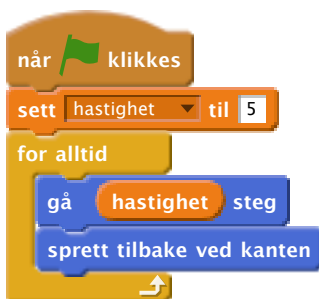 når klikkes
sett hastighet til 5
for alltid
gå hastighet steg
sprett tilbake ved kanten